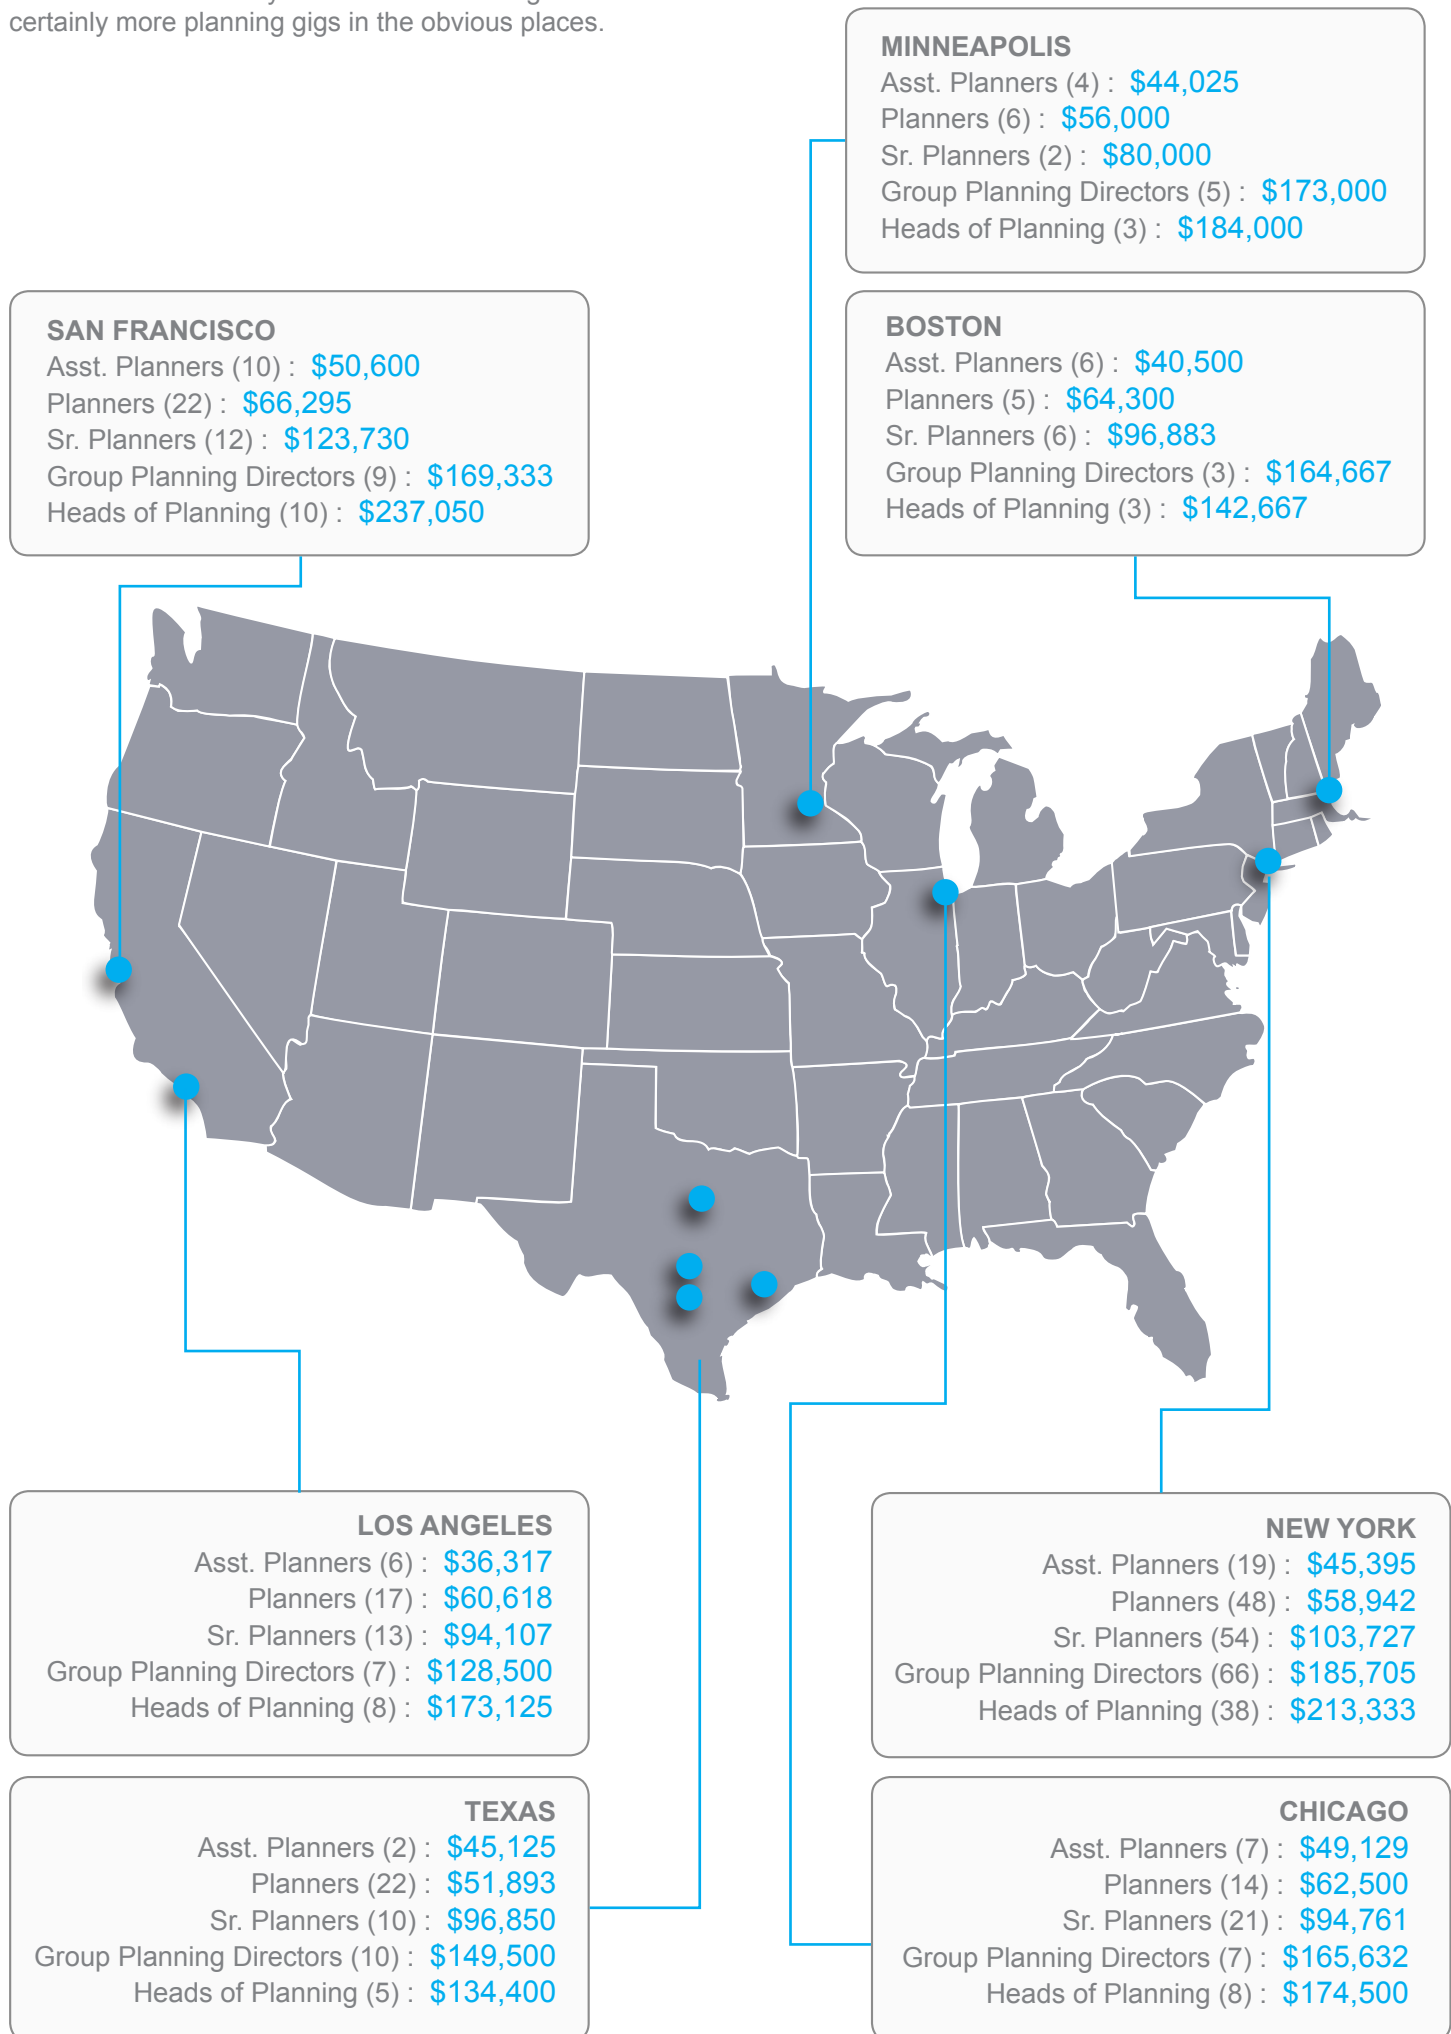 certainly more planning gigs in the obvious places.
MINNEAPOLIS
Asst. Planners (4) : $44,025
Planners (6) : $56,000
Sr. Planners (2) : $80,000
Group Planning Directors (5) : $173,000
Heads of Planning (3) : $184,000
SAN FRANCISCO
Asst. Planners (10) : $50,600
Planners (22) : $66,295
Sr. Planners (12) : $123,730
Group Planning Directors (9) : $169,333
Heads of Planning (10) : $237,050
BOSTON
Asst. Planners (6) : $40,500
Planners (5) : $64,300
Sr. Planners (6) : $96,883
Group Planning Directors (3) : $164,667
Heads of Planning (3) : $142,667
LOS ANGELES
Asst. Planners (6) : $36,317
Planners (17) : $60,618
Sr. Planners (13) : $94,107
Group Planning Directors (7) : $128,500
Heads of Planning (8) : $173,125
NEW YORK
Asst. Planners (19) : $45,395
Planners (48) : $58,942
Sr. Planners (54) : $103,727
Group Planning Directors (66) : $185,705
Heads of Planning (38) : $213,333
TEXAS
Asst. Planners (2) : $45,125
Planners (22) : $51,893
Sr. Planners (10) : $96,850
Group Planning Directors (10) : $149,500
Heads of Planning (5) : $134,400
CHICAGO
Asst. Planners (7) : $49,129
Planners (14) : $62,500
Sr. Planners (21) : $94,761
Group Planning Directors (7) : $165,632
Heads of Planning (8) : $174,500